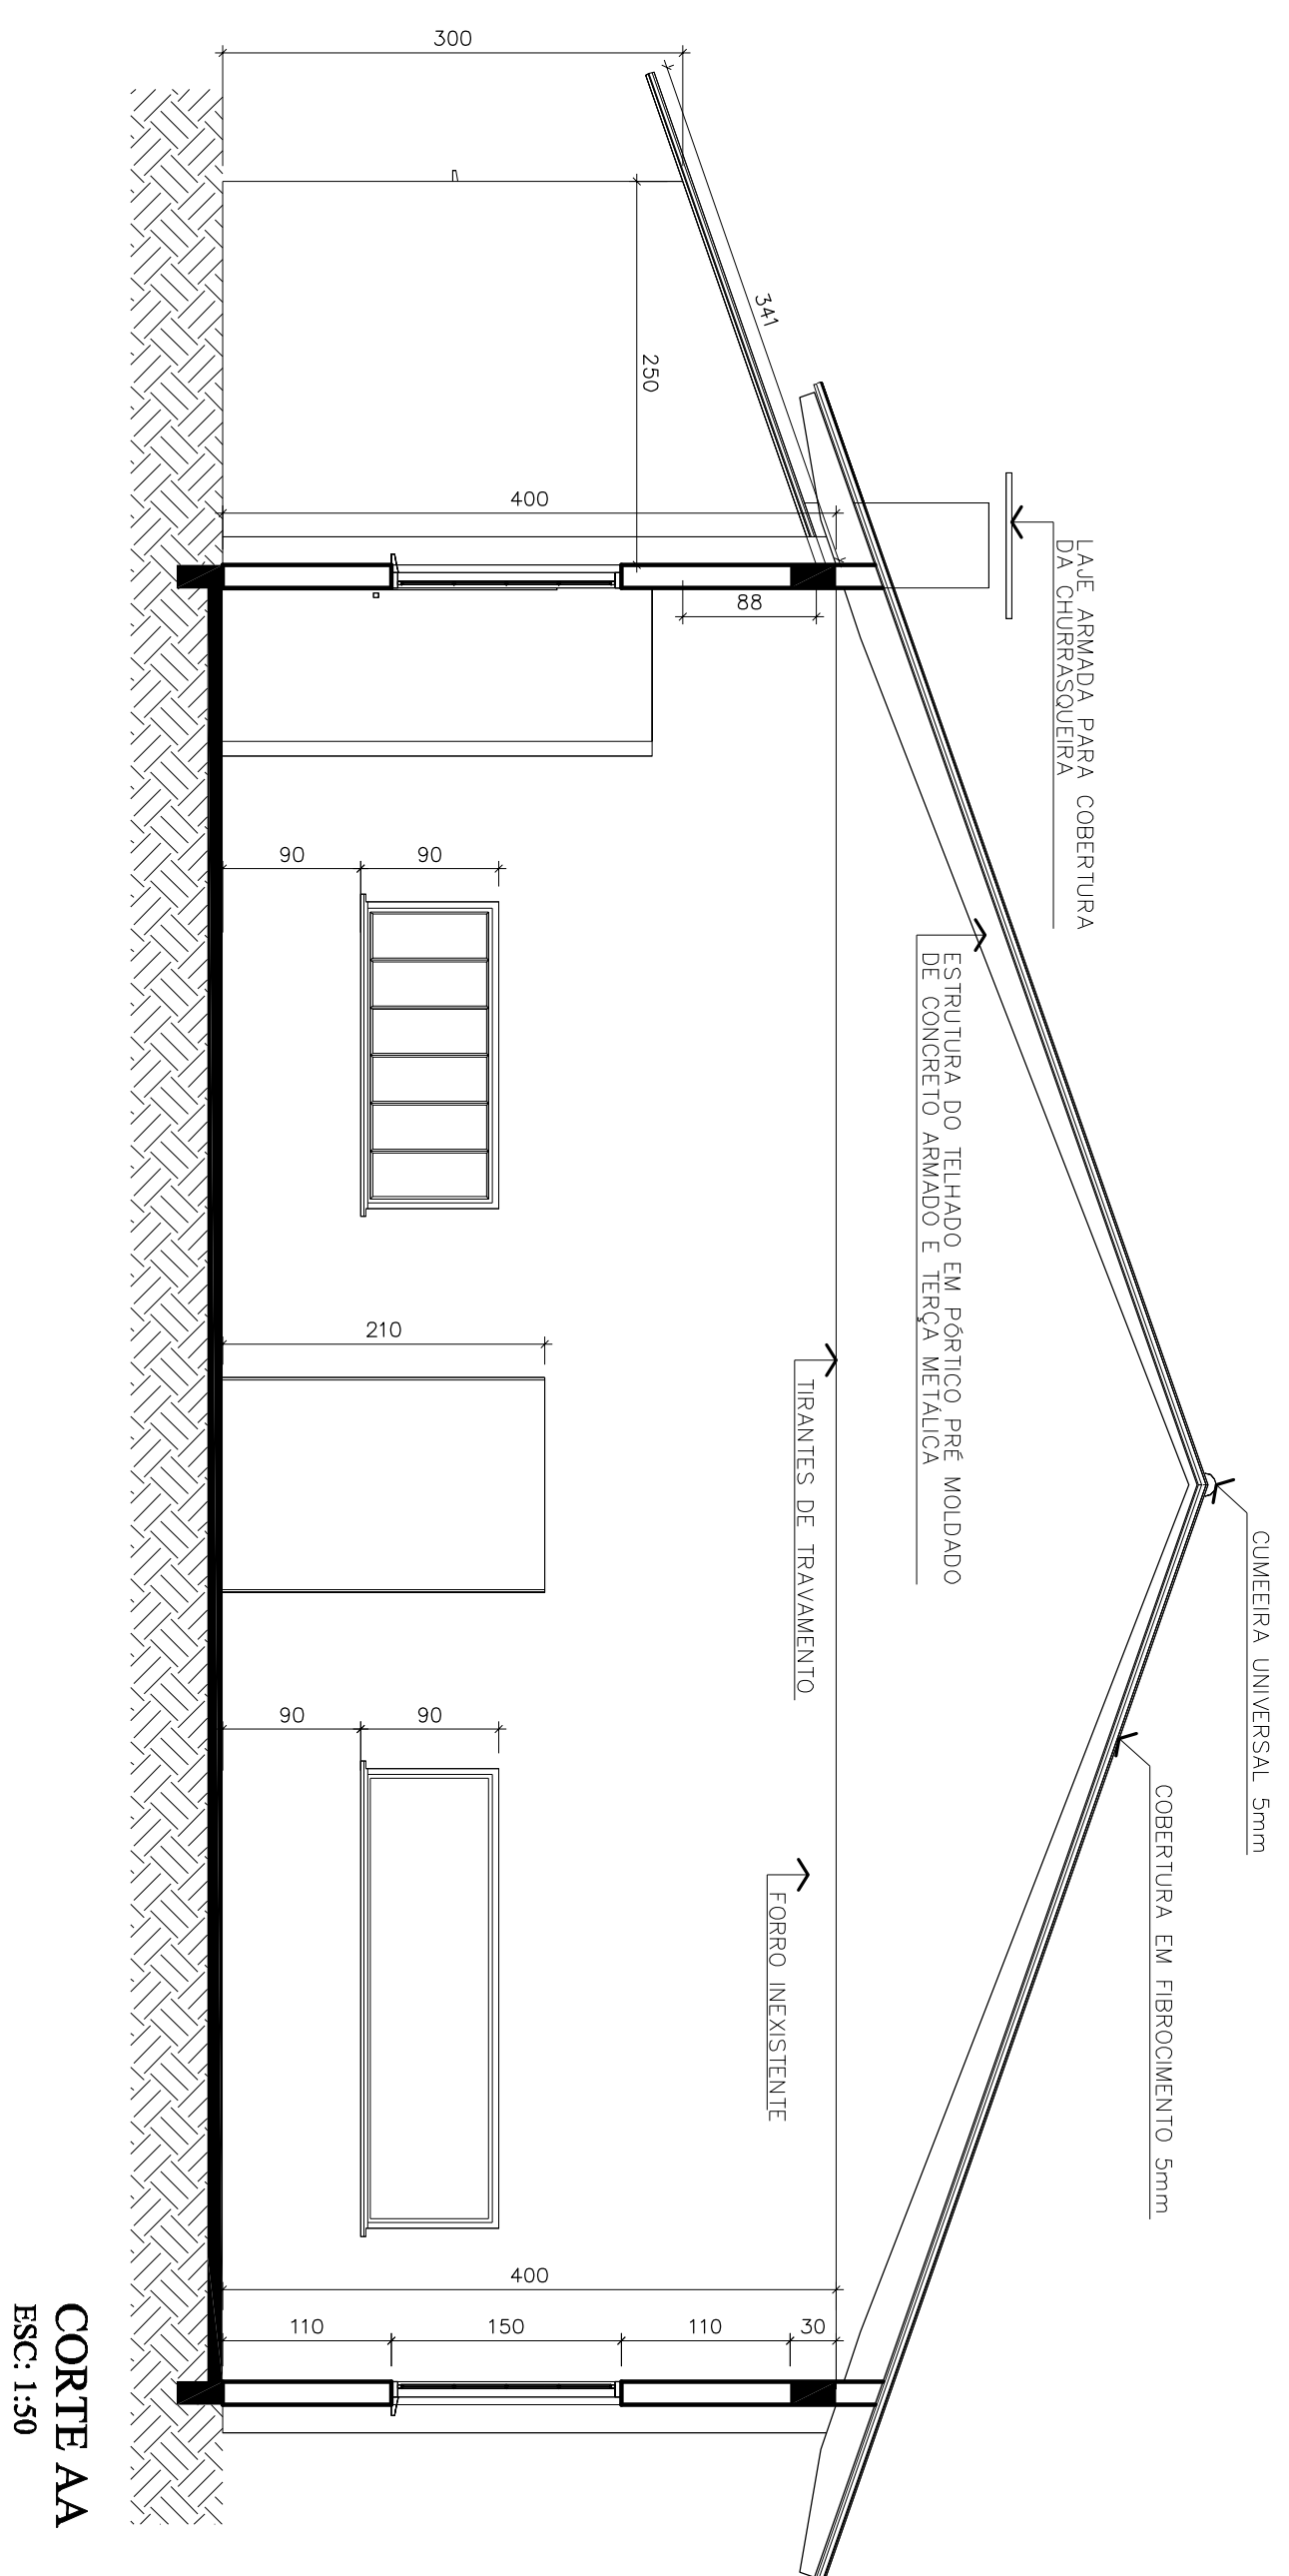 CUMEEIRA UNIVERSAL 5mm
COBERTURA EM FIBROCIMENTO 5mm
LAJE ARMADA PARA COBERTURA
DA CHURRASQUEIRA
ESTRUTURA DO TELHADO EM PÓRTICO PRÉ MOLDADO
DE CONCRETO ARMADO E TERÇA METÁLICA
TIRANTES DE TRAVAMENTO
FORRO INEXISTENTE
341
88
250
300
400
90
90
210
90
90
400
30
110
150
110
CORTE AA
ESC: 1:50